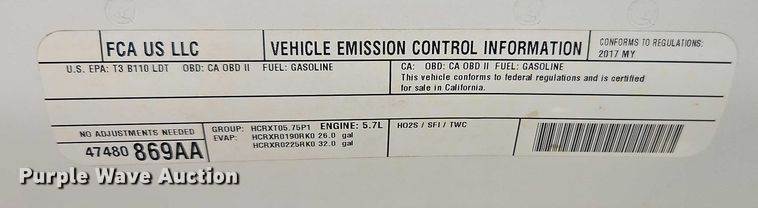 FCA US LLC
VEHICLE EMISSION CONTROL INFORMATION
CONFORMS TO REGULATIONS:
2017 MY
U.S. EPA: T3 B110 LDT OBD: CA OBD II FUEL: GASOLINE
CA: OBD: CA OBD II FUEL: GASOLINE
This vehicle conforms to federal regulations and is certified
for sale in California.
NO ADJUSTMENTS NEEDED
47480 869AA
GROUP: HCRXT05.75P1 ENGINE: 5.7L
EVAP: HCRXR0190RK0 26.0 gal
HCRXR0225RK0 32.0 gal
HO2S / SFI / TWC
Purple Wave Auction